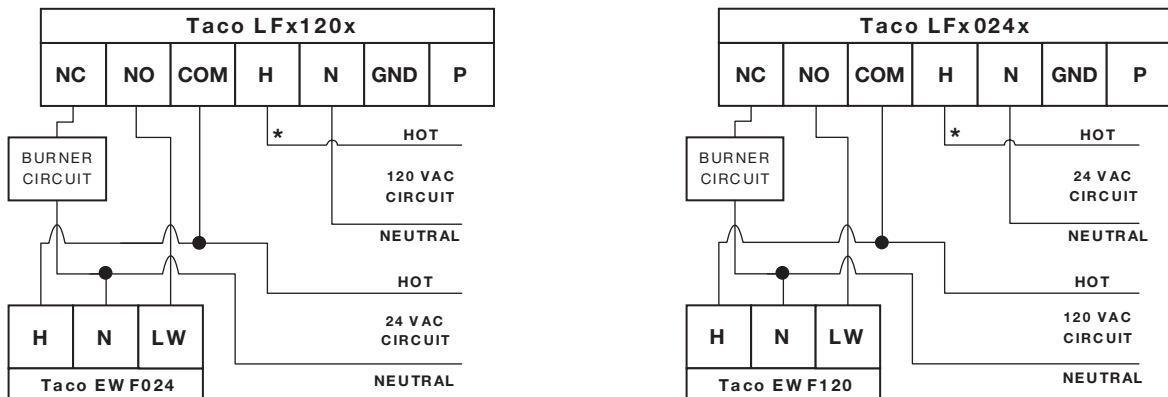 Taco LFx120x
NC NO COM H N GND P
*
HOT
BURNER
CIRCUIT
120 VAC
CIRCUIT
NEUTRAL
HOT
24 VAC
CIRCUIT
H N LW
NEUTRAL
Taco EWF024
Taco LFx024x
NC NO COM H N GND P
*
HOT
BURNER
CIRCUIT
24 VAC
CIRCUIT
NEUTRAL
HOT
120 VAC
CIRCUIT
H N LW
NEUTRAL
Taco EWF120